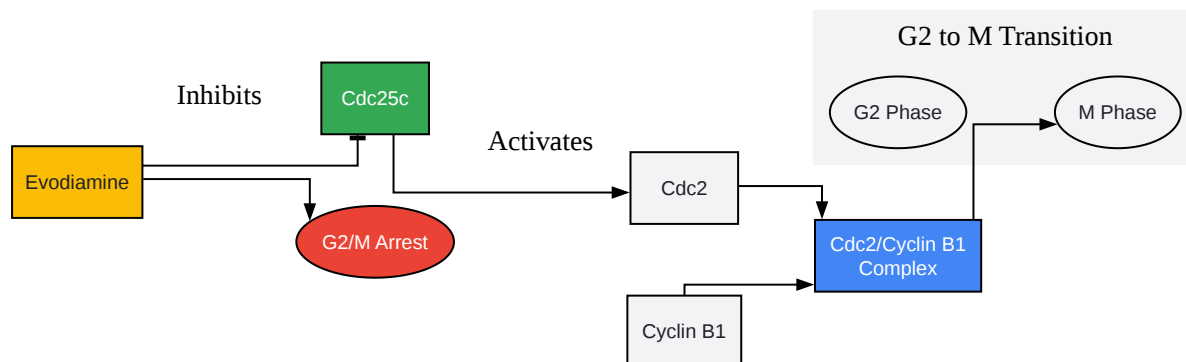 G2 to M Transition
Inhibits
Cdc25c
G2 Phase
M Phase
Activates
Evodiamine
Cdc2
G2/M Arrest
Cdc2/Cyclin B1
Complex
Cyclin B1